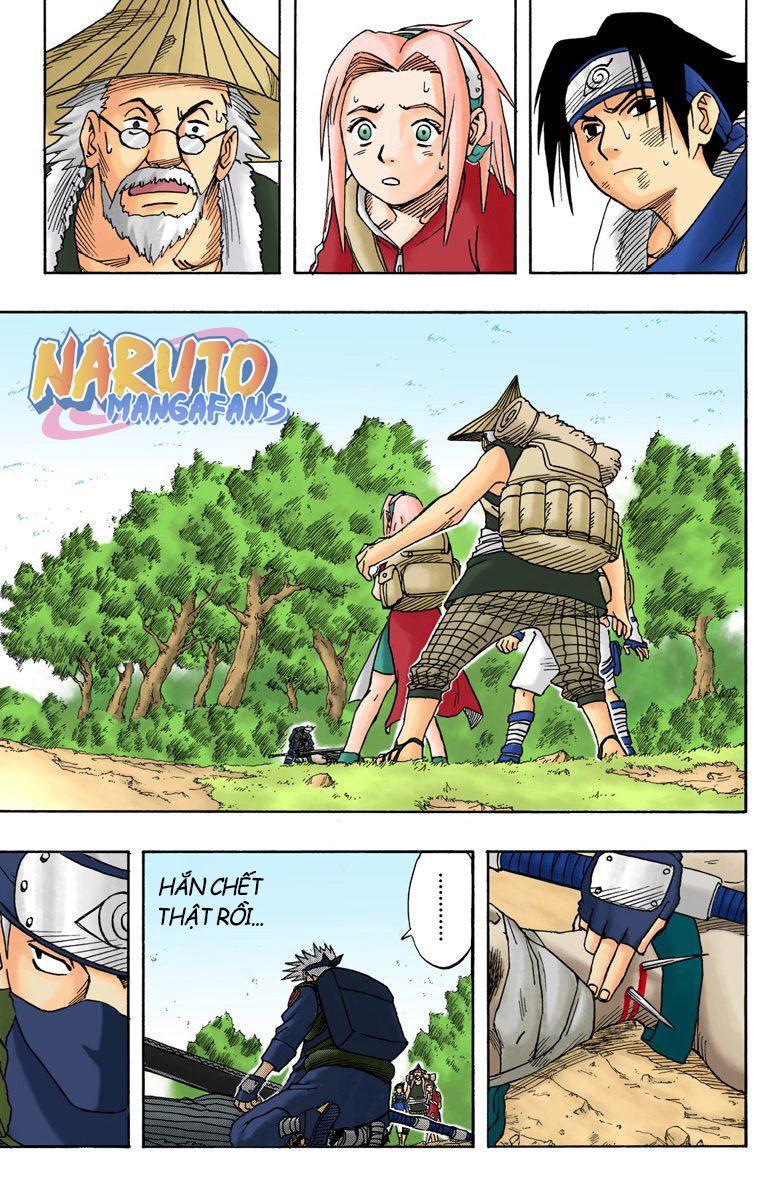 NARUTO
MANGAFANS
.........
HẮN CHẾT
THẬT RỒI...